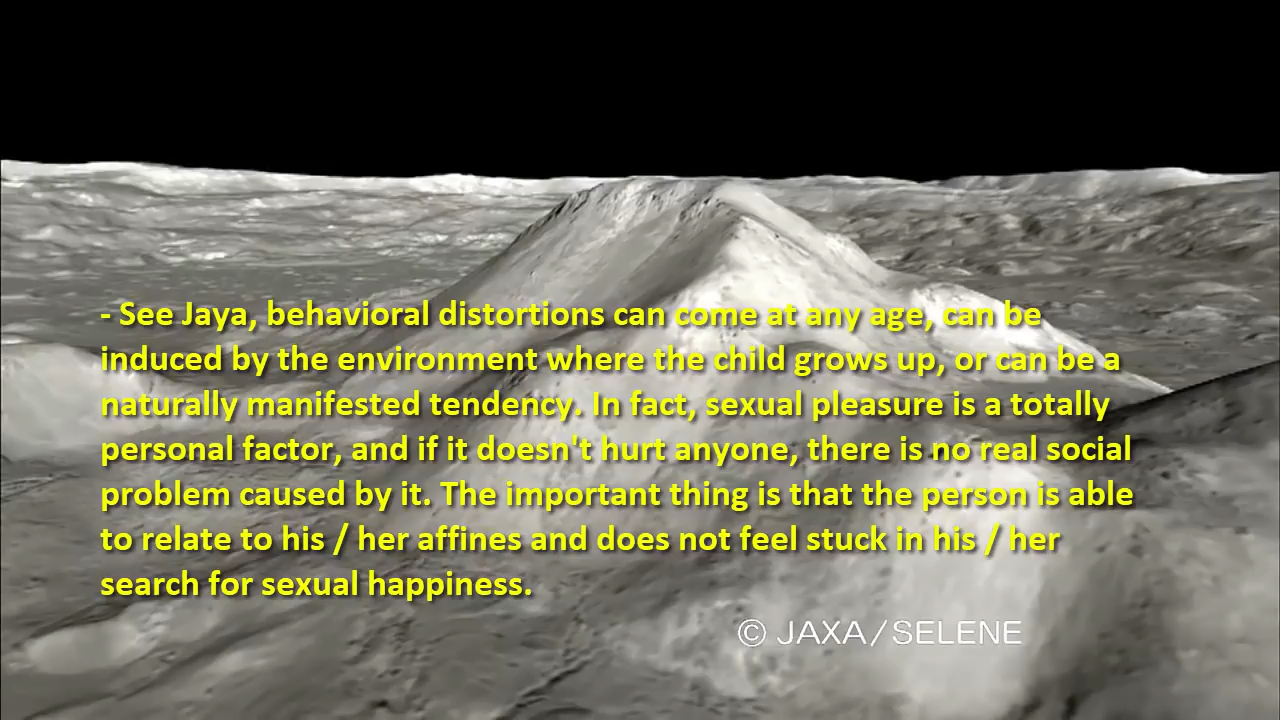 - See Jaya, behavioral distortions can come at any age, can be
induced by the environment where the child grows up, or can be a
naturally manifested tendency. In fact, sexual pleasure is a totally
personal factor, and if it doesn't hurt anyone, there is no real social
problem caused by it. The important thing is that the person is able
to relate to his / her affines and does not feel stuck in his / her
search for sexual happiness.
© JAXA/SELENE